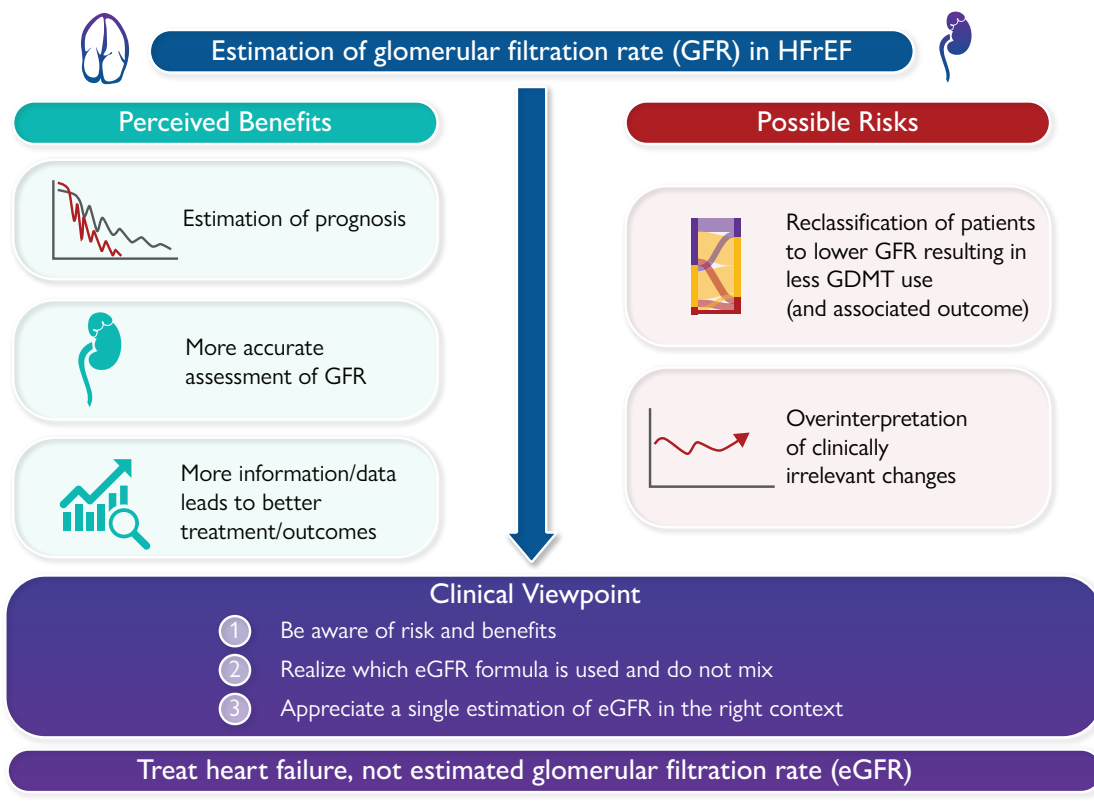 Estimation of glomerular filtration rate (GFR) in HFrEF
Perceived Benefits
Estimation of prognosis
More accurate
assessment of GFR
More information/data
leads to better
treatment/outcomes
Possible Risks
Reclassification of patients
to lower GFR resulting in
less GDMT use
(and associated outcome)
Overinterpretation
of clinically
irrelevant changes
Clinical Viewpoint
1 Be aware of risk and benefits
2 Realize which eGFR formula is used and do not mix
3 Appreciate a single estimation of eGFR in the right context
Treat heart failure, not estimated glomerular filtration rate (eGFR)